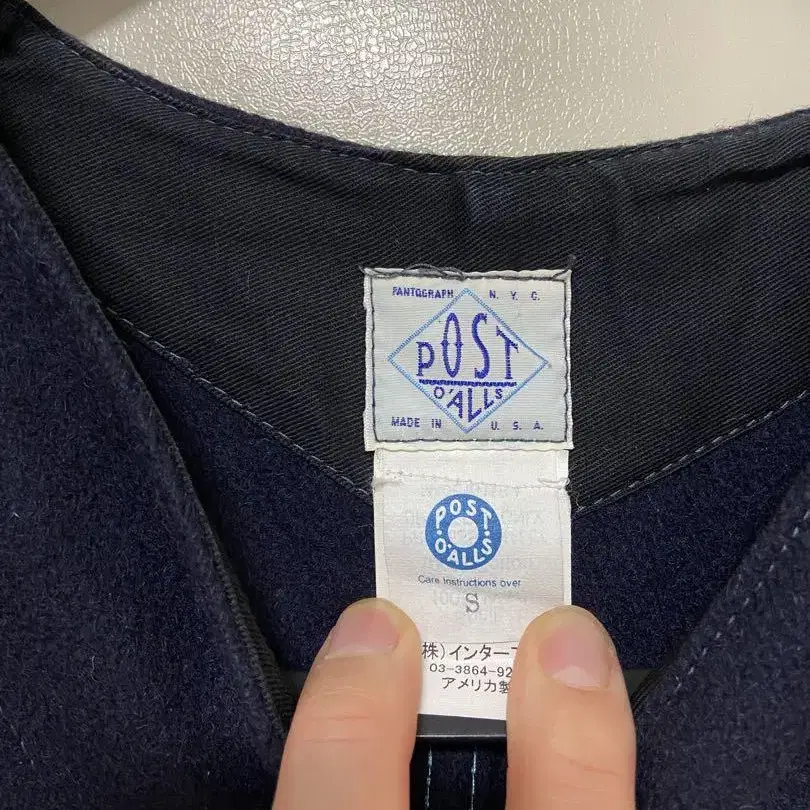 PANTOGRAPH N. Y. C.
POST
O'ALLS
MADE IN U. S. A.
POST
O'ALLS
Care Instructions over
S
株)インター
03-3864-92
アメリカ製